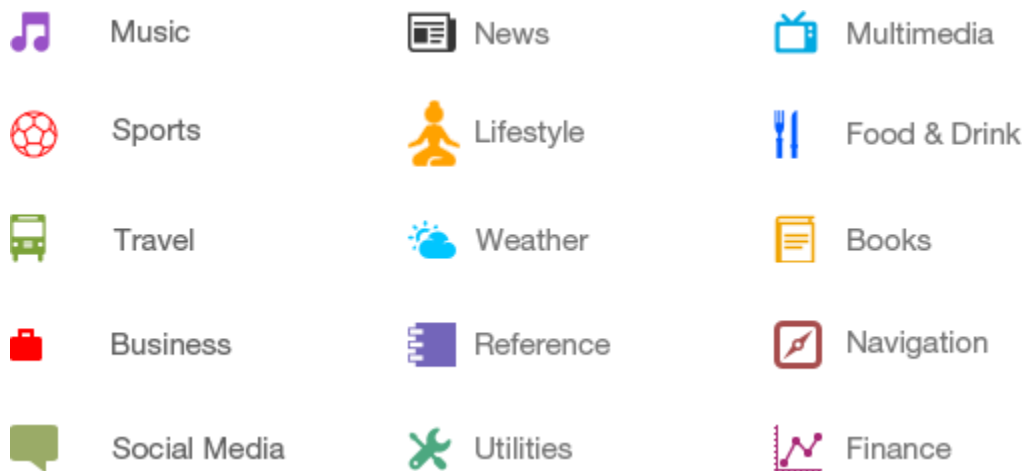 Music
News
Multimedia
Sports
Lifestyle
Food & Drink
Travel
Weather
Books
Business
Reference
Navigation
Social Media
Utilities
Finance